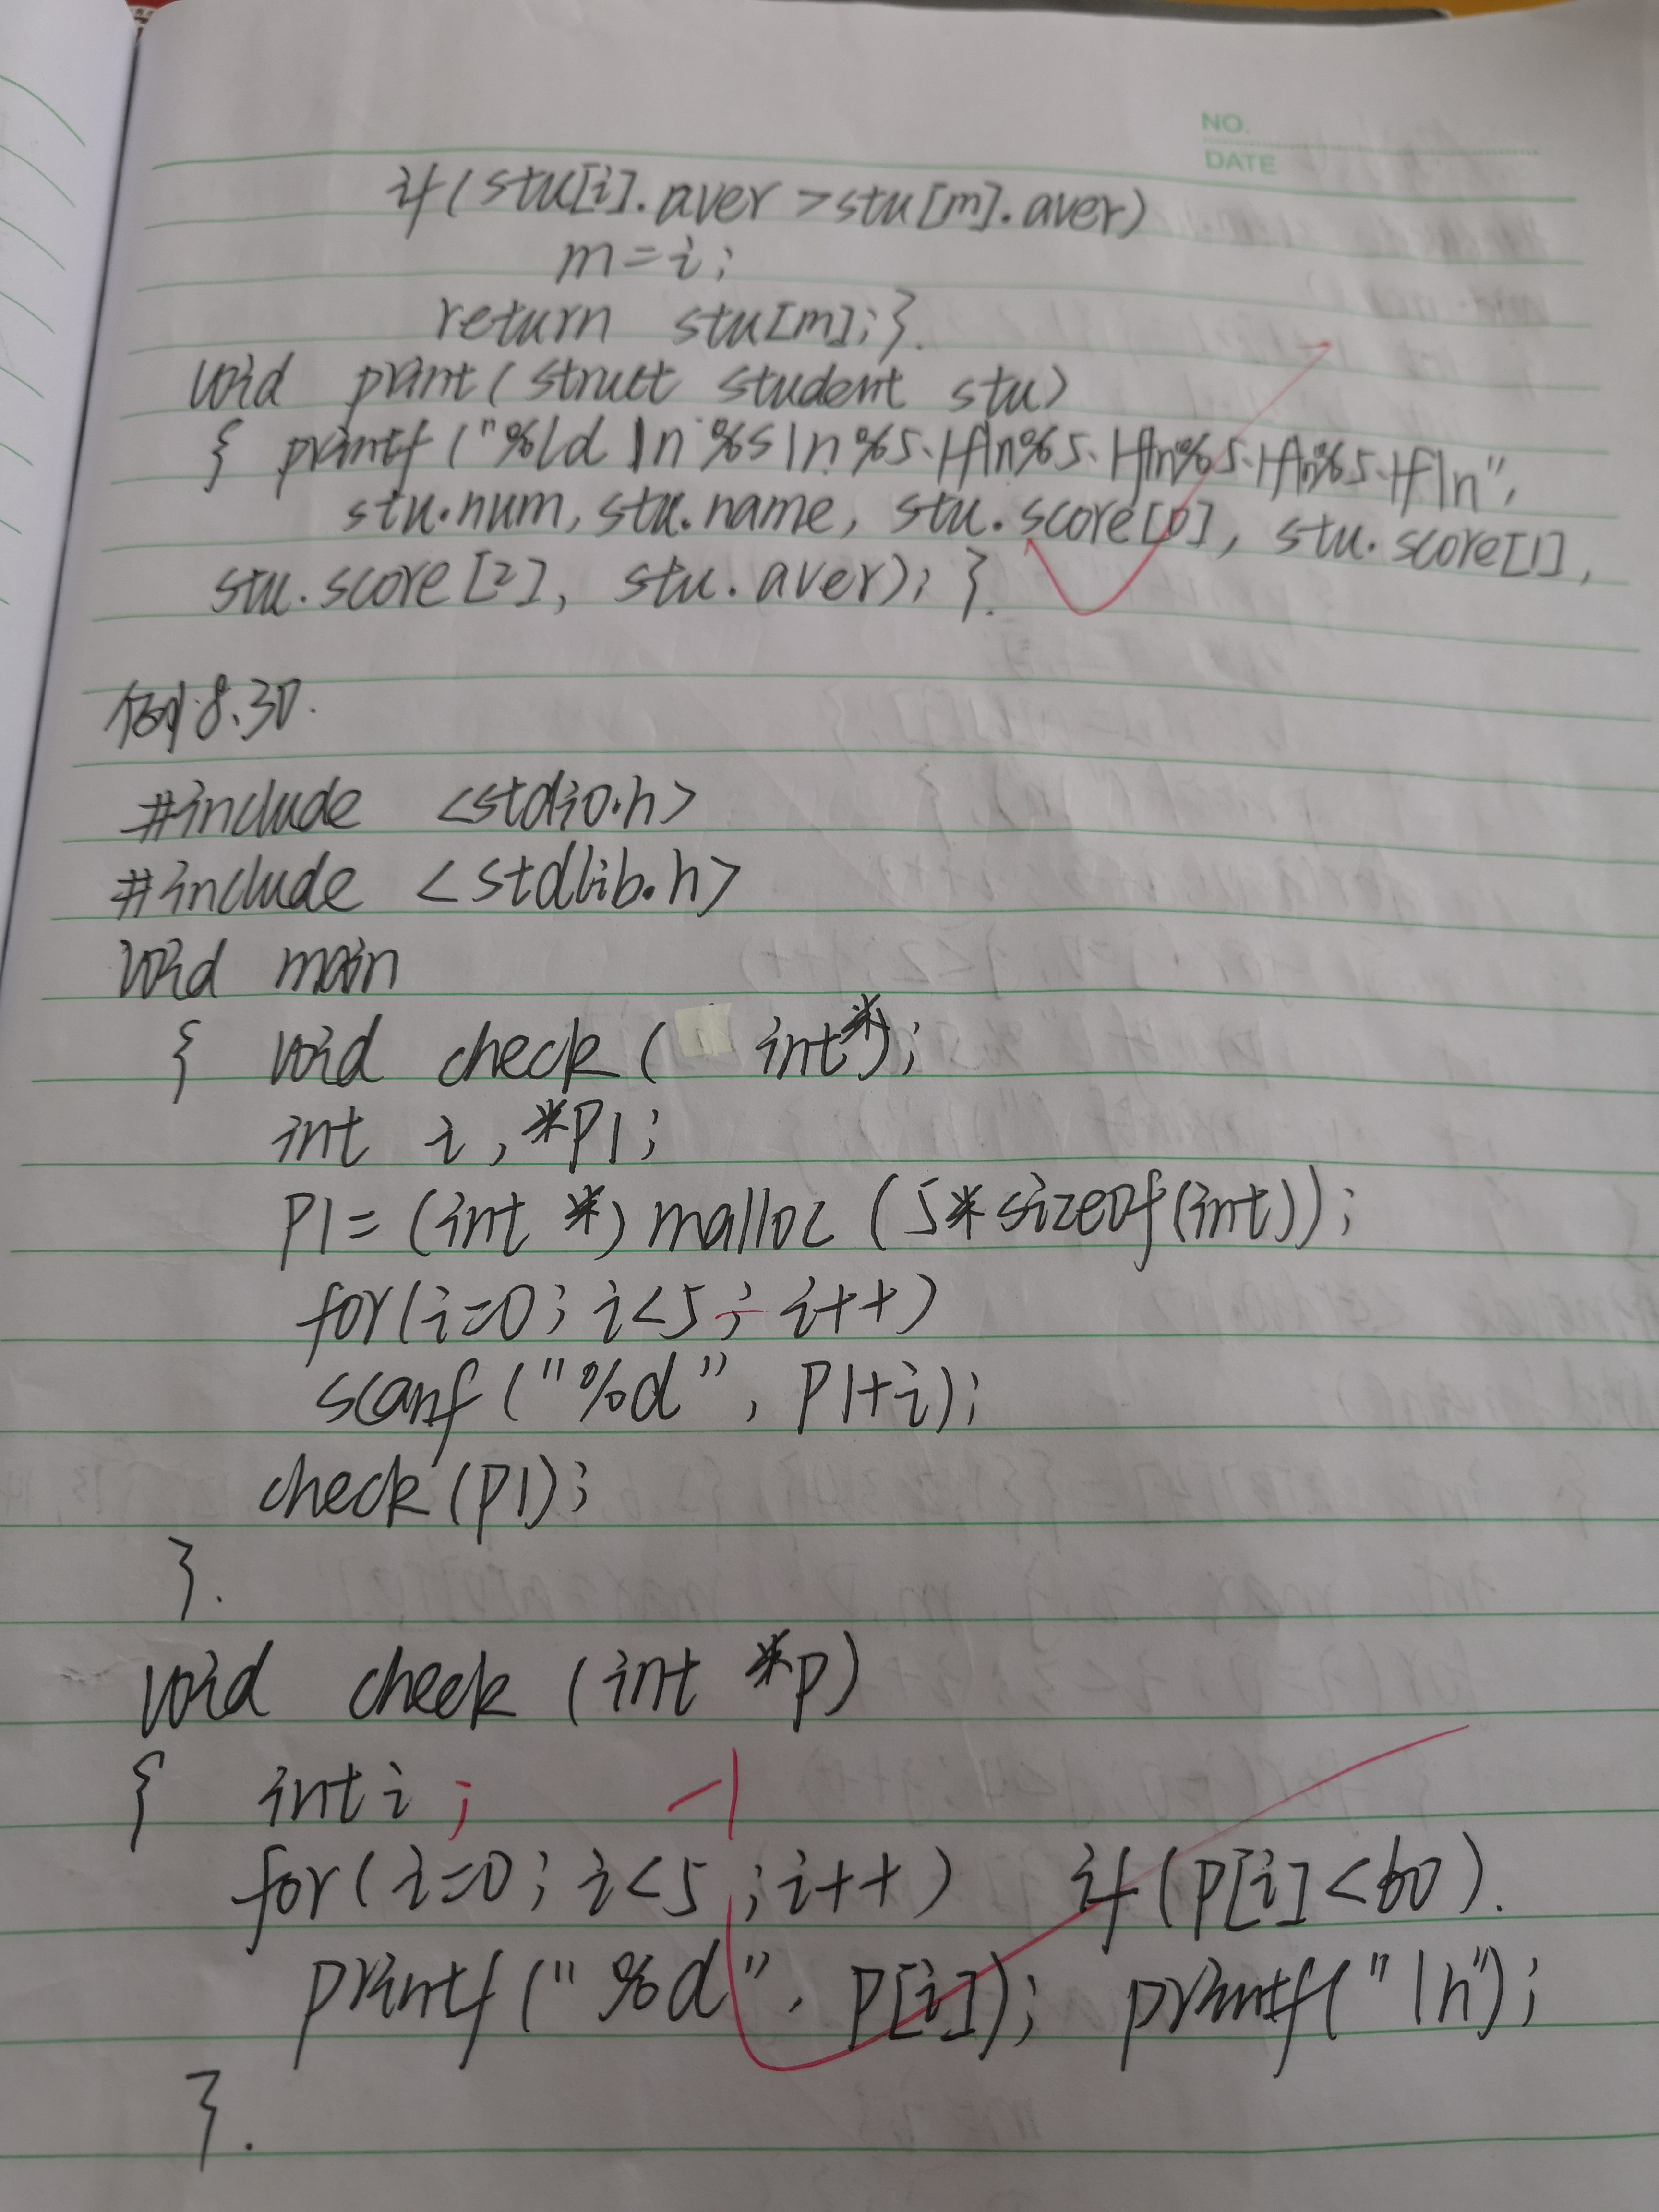 NO.
DATE
if(stu[i].aver >stu[m].aver)
m=i;
return stu[m];}.
void print(struct student stu)
{ printf("%ld \n %s\n %5.1f\n%5.1f\n%5.1f\n%5.1f\n",
stu.num, stu.name, stu.score[0], stu.score[1],
stu.score[2], stu.aver); }.
例8.30.
#include <stdio.h>
#include <stdlib.h>
void main
{ void check( int*);
int i, *P1;
P1=(int *) malloc (5*sizeof(int));
for(i=0; i<5; i++)
scanf("%d", P1+i);
check(P1);
}.
void check (int *p)
{ int i; -1
for(i=0; i<5; i++) if(p[i]<60).
printf("%d", p[i]); printf("\n");
}.